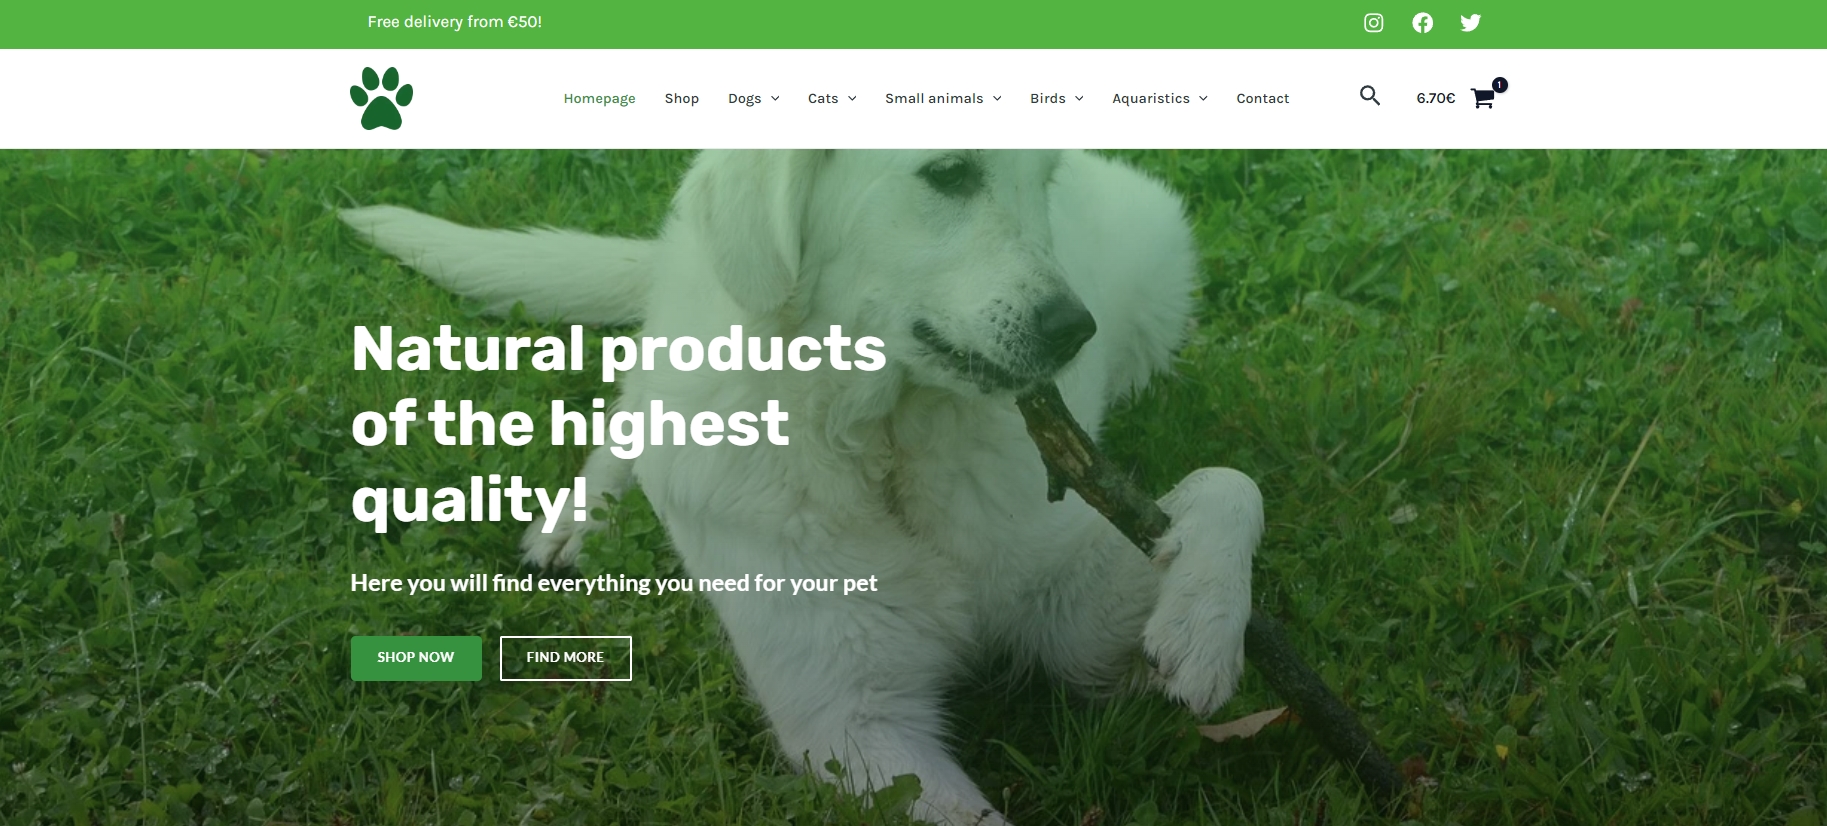 Free delivery from €50!
Homepage Shop Dogs Cats Small animals Birds Aquaristics Contact 6.70€ 1
Natural products
of the highest
quality!
Here you will find everything you need for your pet
SHOP NOW FIND MORE